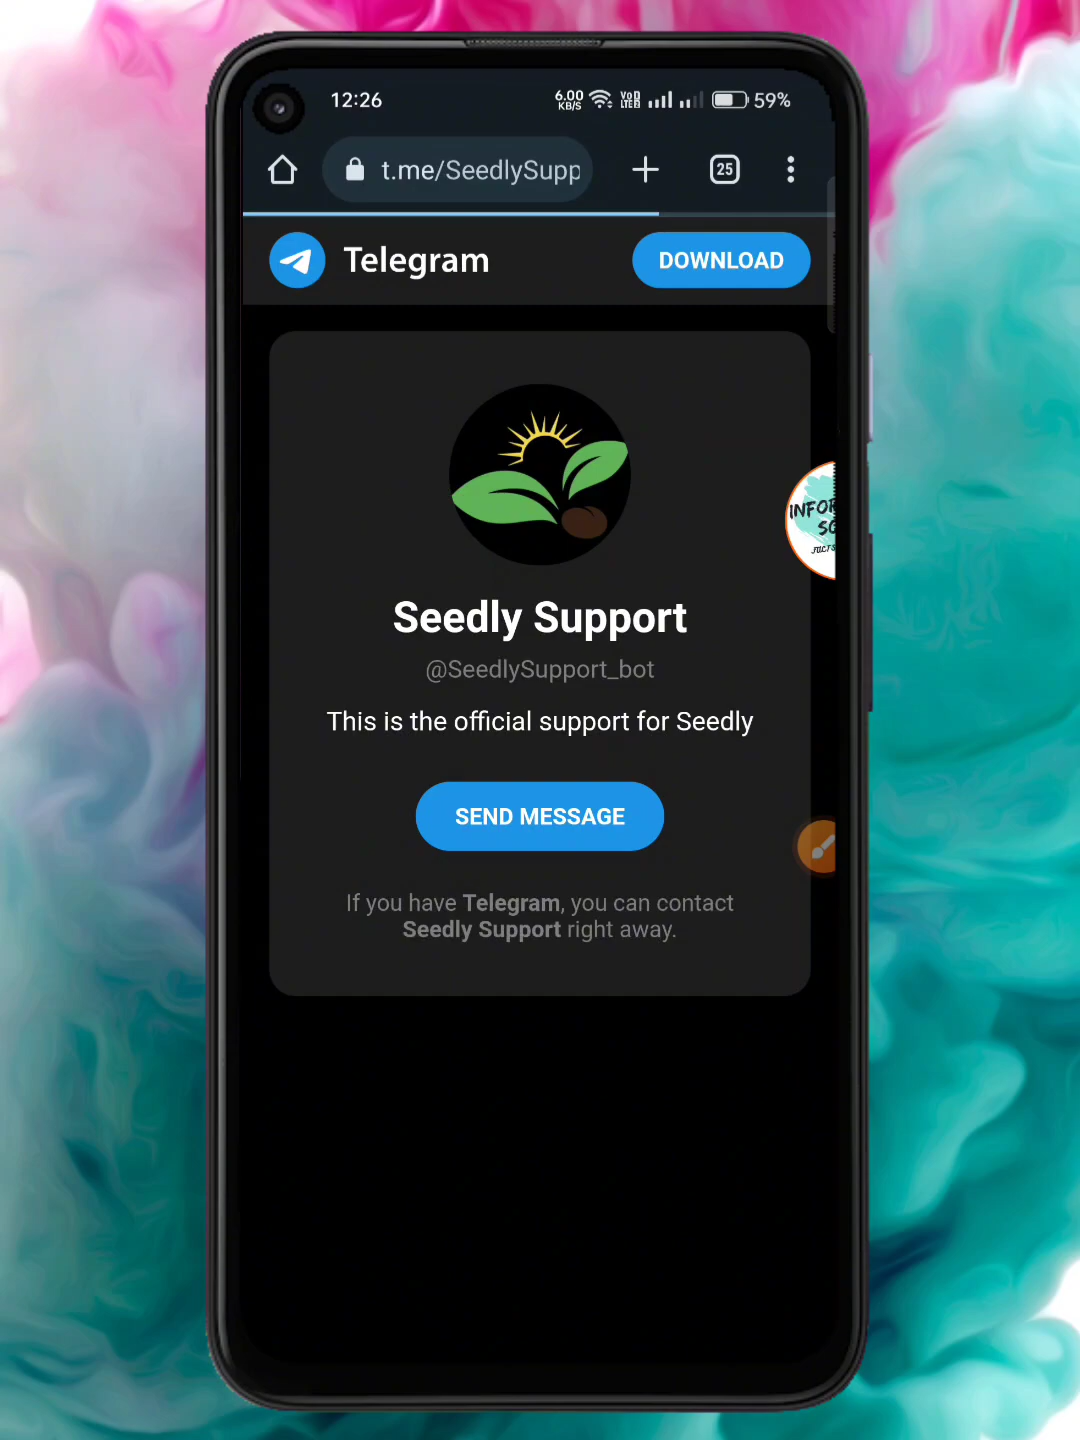 12:26
6.00
KB/S
59%
t.me/SeedlySupp
25
Telegram
DOWNLOAD
Seedly Support
@SeedlySupport_bot
This is the official support for Seedly
SEND MESSAGE
If you have Telegram, you can contact
Seedly Support right away.